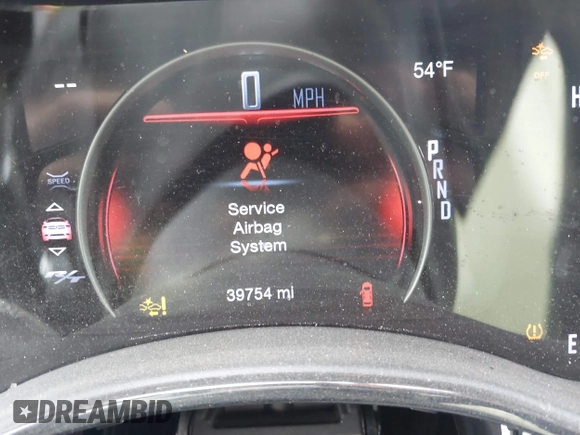 54°F
--
0 MPH
OFF
H
P
R
N
D
SPEED
Service
Airbag
System
R/T
39754 mi
E
DREAMBID